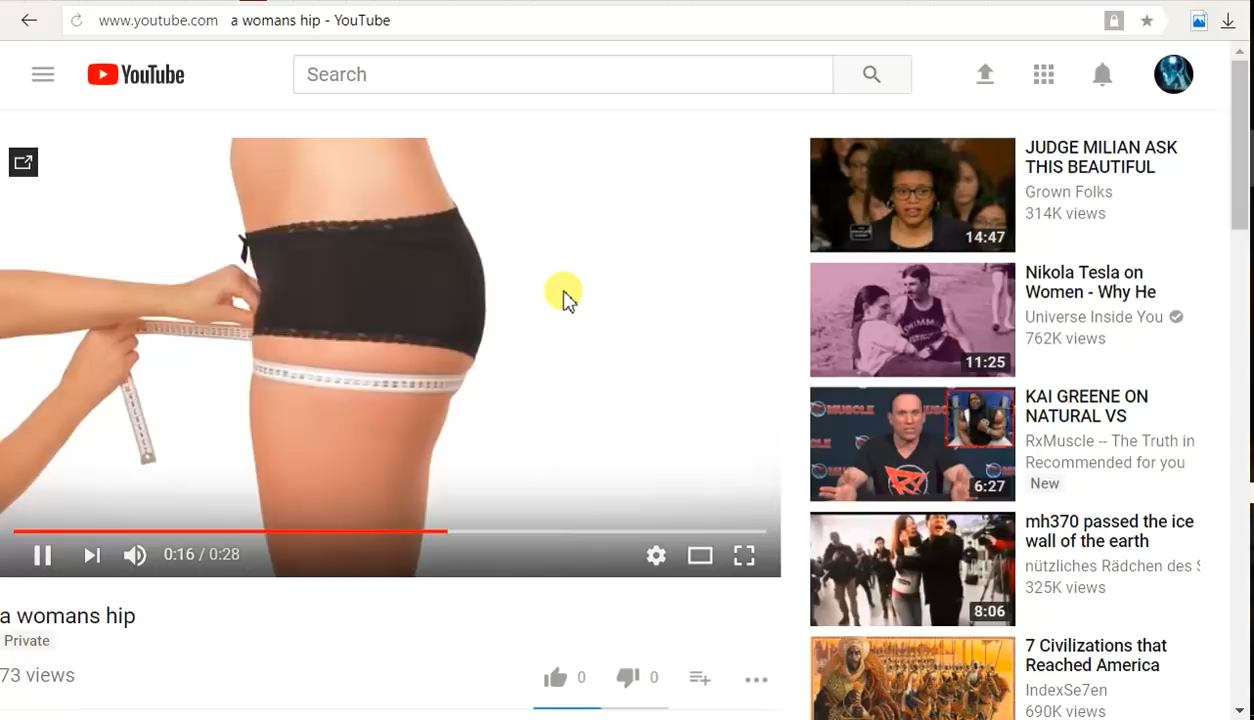 www.youtube.com a womans hip - YouTube
YouTube
Search
JUDGE MILIAN ASK
THIS BEAUTIFUL
Grown Folks
314K views
14:47
Nikola Tesla on
Women - Why He
Universe Inside You
762K views
11:25
KAI GREENE ON
NATURAL VS
RxMuscle -- The Truth in
Recommended for you
New
6:27
mh370 passed the ice
wall of the earth
nützliches Rädchen des
325K views
8:06
7 Civilizations that
Reached America
IndexSe7en
690K views
0:16 / 0:28
a womans hip
Private
73 views
0
0